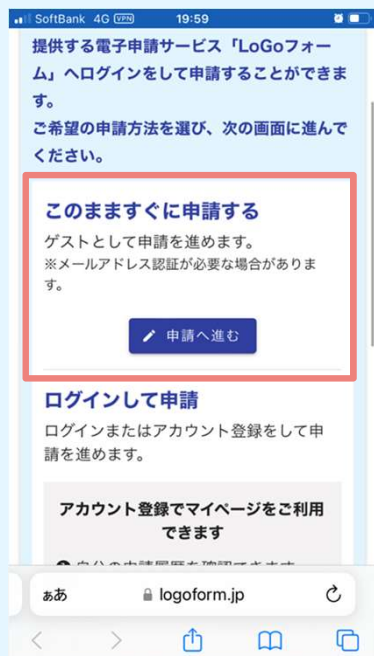 SoftBank 4G VPN 19:59
提供する電子申請サービス「LoGoフォー
ム」へログインをして申請することができま
す。
ご希望の申請方法を選び、次の画面に進んで
ください。
このまますぐに申請する
ゲストとして申請を進めます。
※メールアドレス認証が必要な場合がありま
す。
申請へ進む
ログインして申請
ログインまたはアカウント登録をして申
請を進めます。
アカウント登録でマイページをご利用
できます
ぁあ logoform.jp